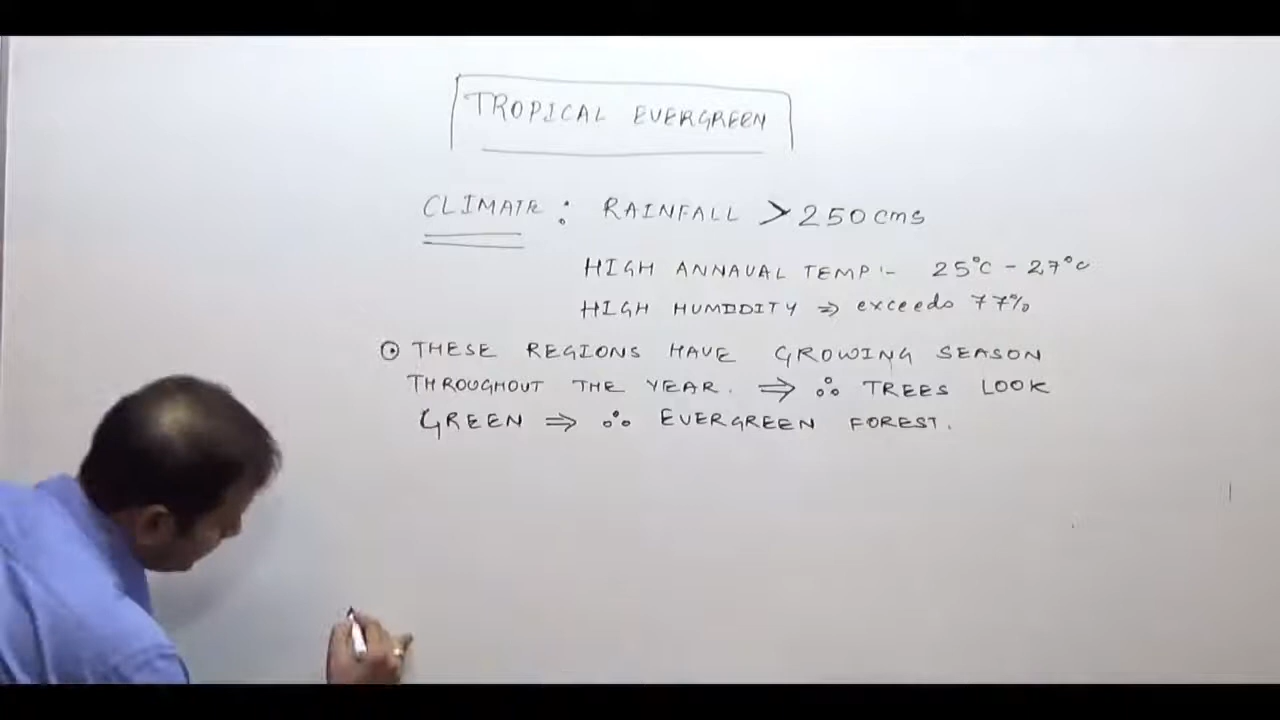 TROPICAL EVERGREEN
CLIMATE : RAINFALL > 250 cms
HIGH ANNAUAL TEMP :- 25°C - 27°C
HIGH HUMIDITY ⇒ exceeds 77%
⊙ THESE REGIONS HAVE GROWING SEASON
THROUGHOUT THE YEAR. ⇒ ∴ TREES LOOK
GREEN ⇒ ∴ EVERGREEN FOREST.